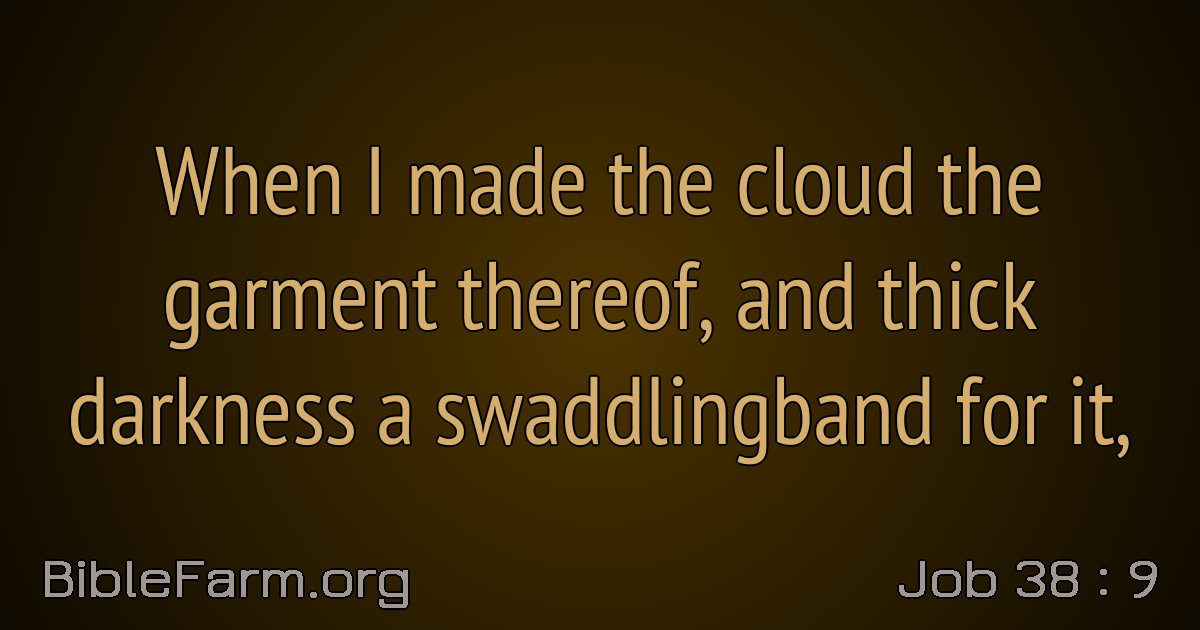 When I made the cloud the
garment thereof, and thick
darkness a swaddlingband for it,
BibleFarm.org
Job 38 : 9